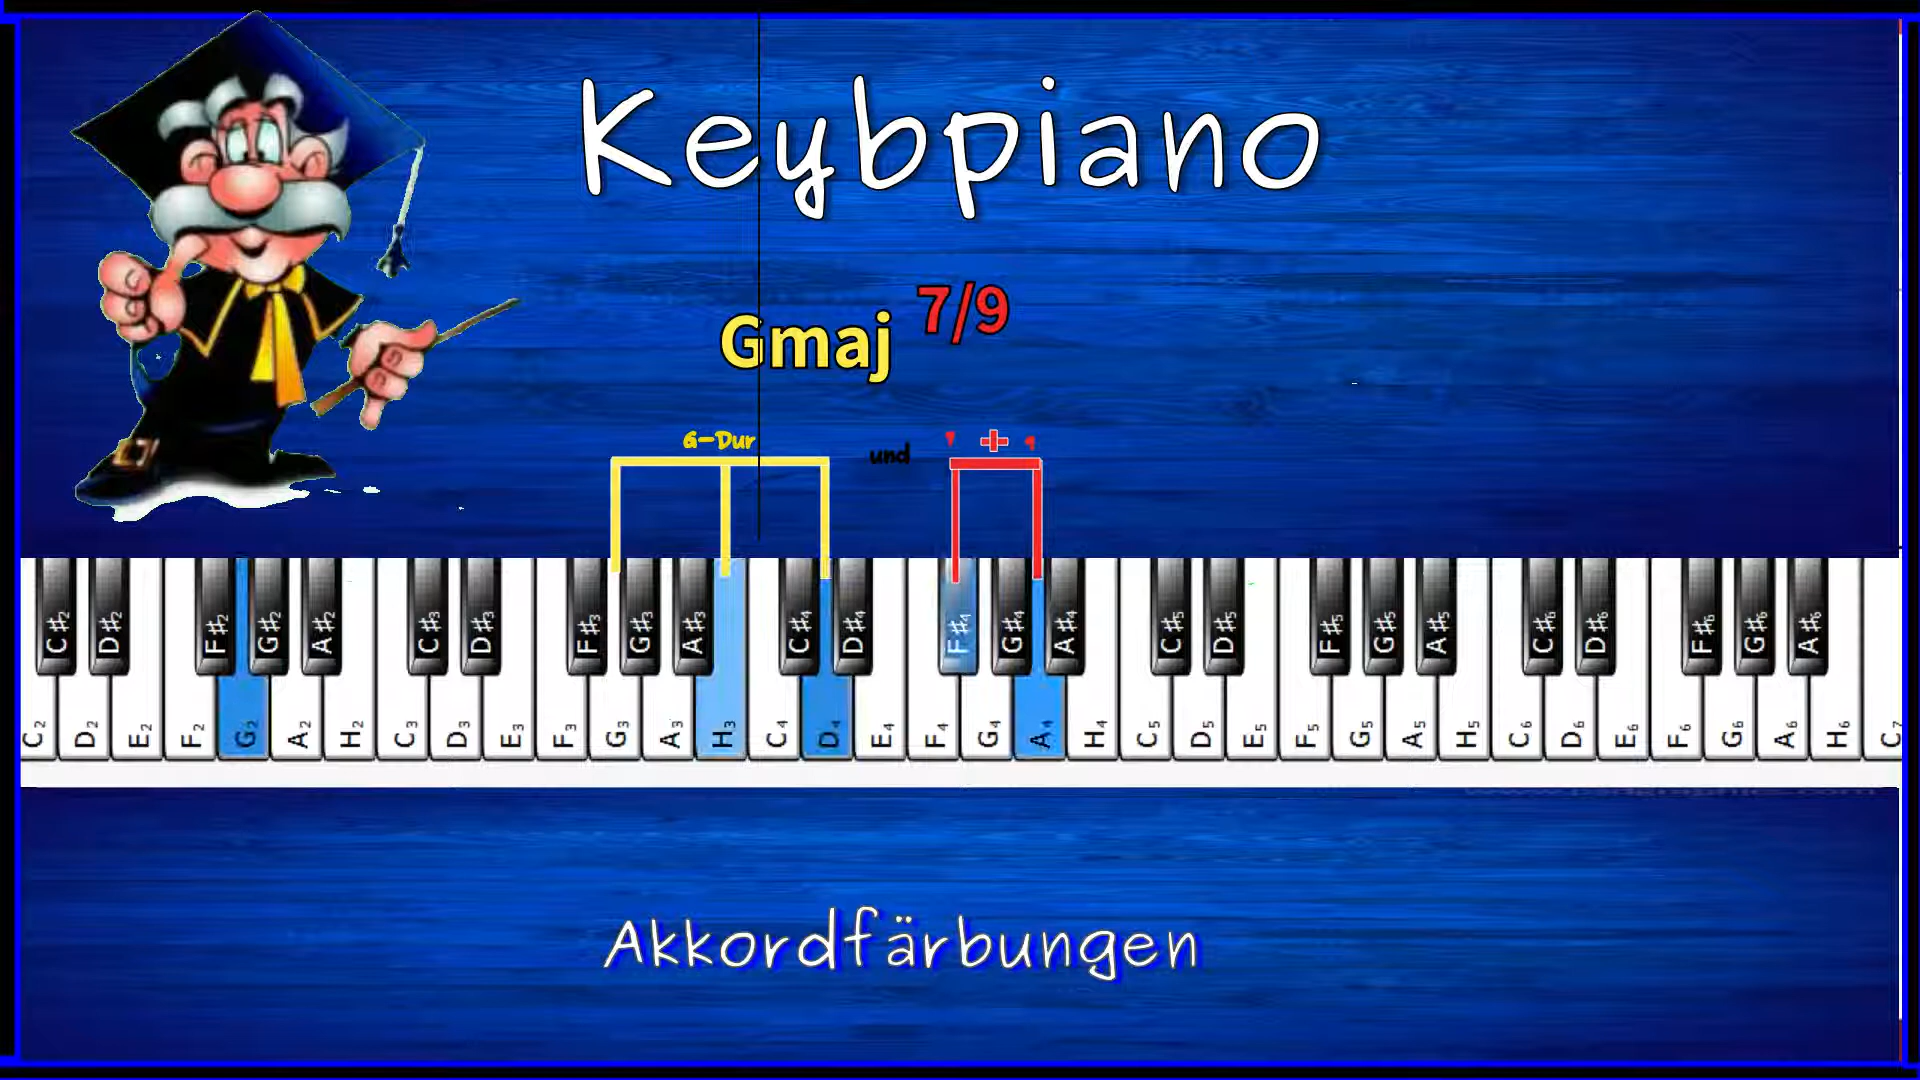 Keybpiano
Gmaj 7/9
G-Dur und 7 + 9
C♯2 D♯2 F♯2 G♯2 A♯2 C♯3 D♯3 F♯3 G♯3 A♯3 C♯4 D♯4 F♯4 G♯4 A♯4 C♯5 D♯5 F♯5 G♯5 A♯5 C♯6 D♯6 F♯6 G♯6 A♯6
C2 D2 E2 F2 G2 A2 H2 C3 D3 E3 F3 G3 A3 H3 C4 D4 E4 F4 G4 A4 H4 C5 D5 E5 F5 G5 A5 H5 C6 D6 E6 F6 G6 A6 H6 C7
Akkordfärbungen